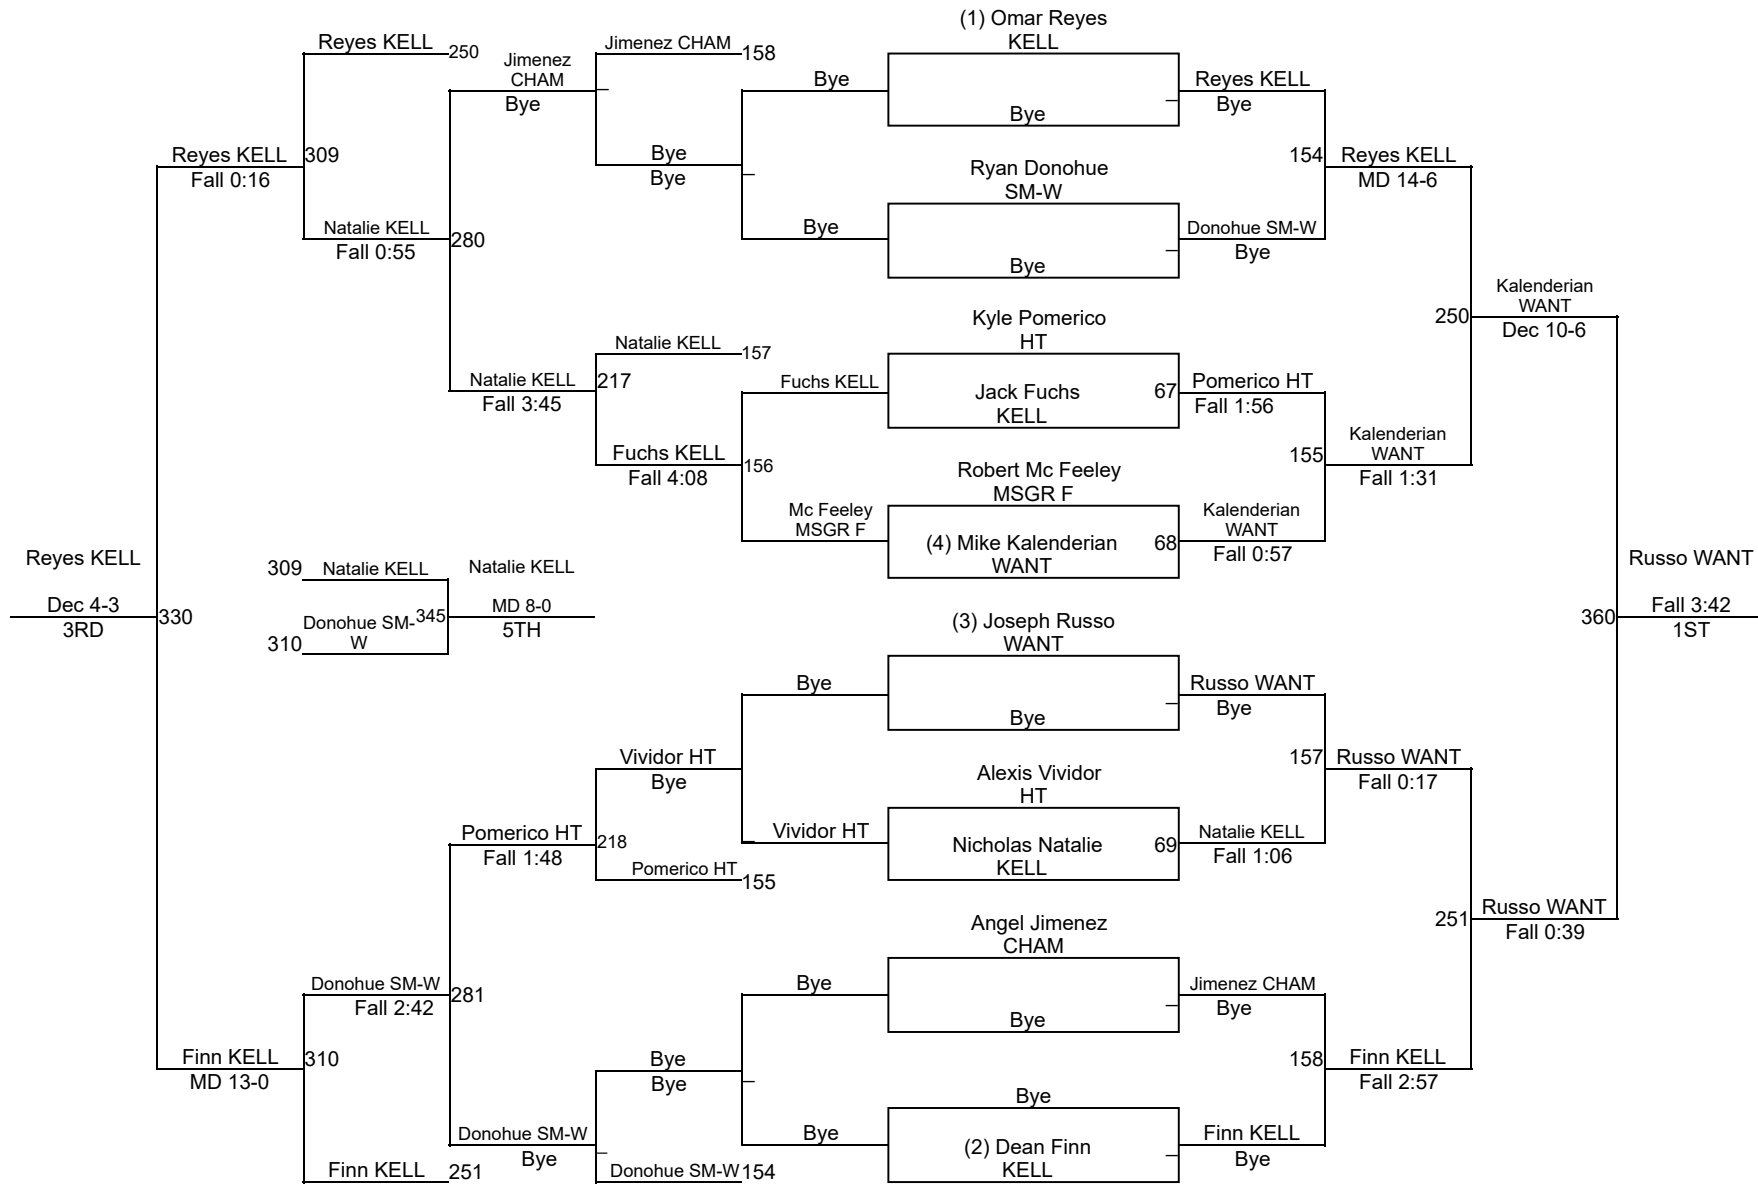 (1) Omar Reyes
KELL
Bye
Ryan Donohue
SM-W
Bye
Kyle Pomerico
HT
Jack Fuchs
KELL
67
Robert Mc Feeley
MSGR F
(4) Mike Kalenderian
WANT
68
(3) Joseph Russo
WANT
Bye
Alexis Vividor
HT
Nicholas Natalie
KELL
69
Angel Jimenez
CHAM
Bye
Bye
(2) Dean Finn
KELL
Reyes KELL
Bye
154
Donohue SM-W
Bye
Pomerico HT
Fall 1:56
155
Kalenderian
WANT
Fall 0:57
Russo WANT
Bye
157
Natalie KELL
Fall 1:06
Jimenez CHAM
Bye
158
Finn KELL
Bye
Reyes KELL
MD 14-6
250
Kalenderian
WANT
Fall 1:31
Russo WANT
Fall 0:17
251
Finn KELL
Fall 2:57
Kalenderian
WANT
Dec 10-6
360
Russo WANT
Fall 0:39
Russo WANT
Fall 3:42
1ST
Bye
Bye
Fuchs KELL
156
Mc Feeley
MSGR F
Bye
Vividor HT
Bye
Bye
Jimenez CHAM
158
Bye
Bye
Natalie KELL
157
217
Fuchs KELL
Fall 4:08
Vividor HT
Bye
218
Pomerico HT
155
Bye
Bye
Donohue SM-W
154
Jimenez
CHAM
Bye
280
Natalie KELL
Fall 3:45
Pomerico HT
Fall 1:48
281
Donohue SM-W
Bye
Reyes KELL
250
309
Natalie KELL
Fall 0:55
309
Natalie KELL
Natalie KELL
Donohue SM-
W
345
310
MD 8-0
5TH
Donohue SM-W
Fall 2:42
310
Finn KELL
251
Reyes KELL
Fall 0:16
Reyes KELL
Dec 4-3
3RD
330
Finn KELL
MD 13-0